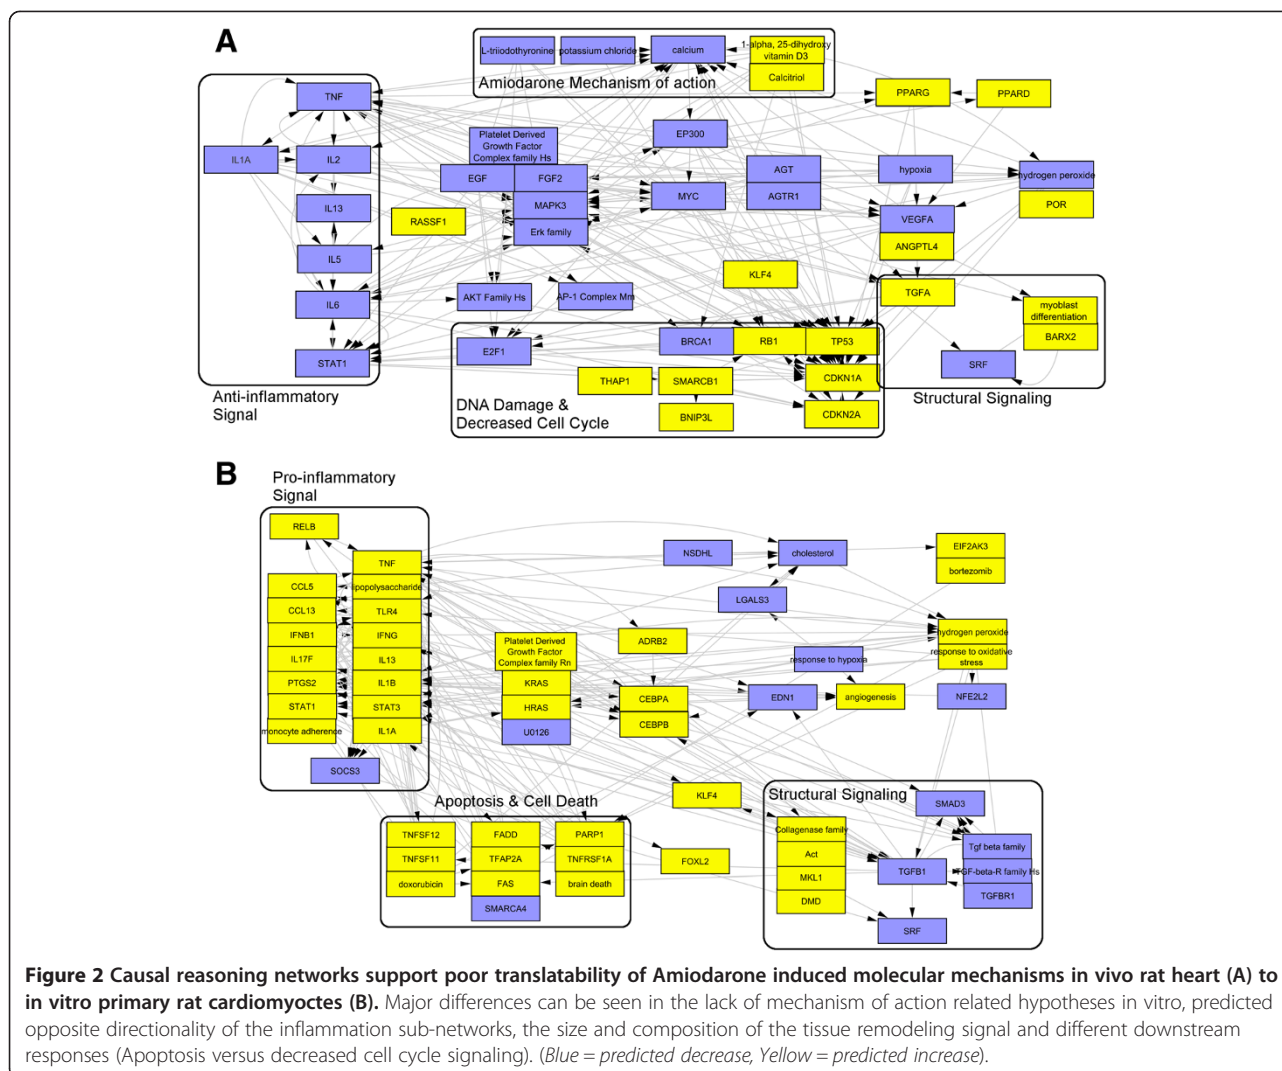 A
L-triiodothyronine
potassium chloride
calcium
1-alpha, 25-dihydroxy
vitamin D3
Calcitriol
Amiodarone Mechanism of action
PPARG
PPARD
TNF
IL1A
IL2
IL13
IL5
IL6
STAT1
Anti-inflammatory
Signal
Platelet Derived
Growth Factor
Complex family Hs
EGF
FGF2
MAPK3
Erk family
RASSF1
EP300
MYC
AGT
AGTR1
hypoxia
hydrogen peroxide
POR
VEGFA
ANGPTL4
KLF4
AKT Family Hs
AP-1 Complex Mm
TGFA
myoblast
differentiation
BARX2
SRF
Structural Signaling
E2F1
BRCA1
RB1
TP53
THAP1
SMARCB1
CDKN1A
BNIP3L
CDKN2A
DNA Damage &
Decreased Cell Cycle
B
Pro-inflammatory
Signal
RELB
TNF
CCL5
lipopolysaccharide
CCL13
TLR4
IFNB1
IFNG
IL17F
IL13
PTGS2
IL1B
STAT1
STAT3
monocyte adherence
IL1A
SOCS3
NSDHL
cholesterol
EIF2AK3
bortezomib
LGALS3
Platelet Derived
Growth Factor
Complex family Rn
KRAS
HRAS
U0126
ADRB2
CEBPA
CEBPB
response to hypoxia
EDN1
angiogenesis
hydrogen peroxide
response to oxidative
stress
NFE2L2
KLF4
FOXL2
Apoptosis & Cell Death
TNFSF12
FADD
PARP1
TNFSF11
TFAP2A
TNFRSF1A
doxorubicin
FAS
brain death
SMARCA4
Structural Signaling
SMAD3
Collagenase family
Act
MKL1
DMD
TGFB1
Tgf beta family
TGF-beta-R family Hs
TGFBR1
SRF
Figure 2 Causal reasoning networks support poor translatability of Amiodarone induced molecular mechanisms in vivo rat heart (A) to
in vitro primary rat cardiomyoctes (B). Major differences can be seen in the lack of mechanism of action related hypotheses in vitro, predicted
opposite directionality of the inflammation sub-networks, the size and composition of the tissue remodeling signal and different downstream
responses (Apoptosis versus decreased cell cycle signaling). (Blue = predicted decrease, Yellow = predicted increase).